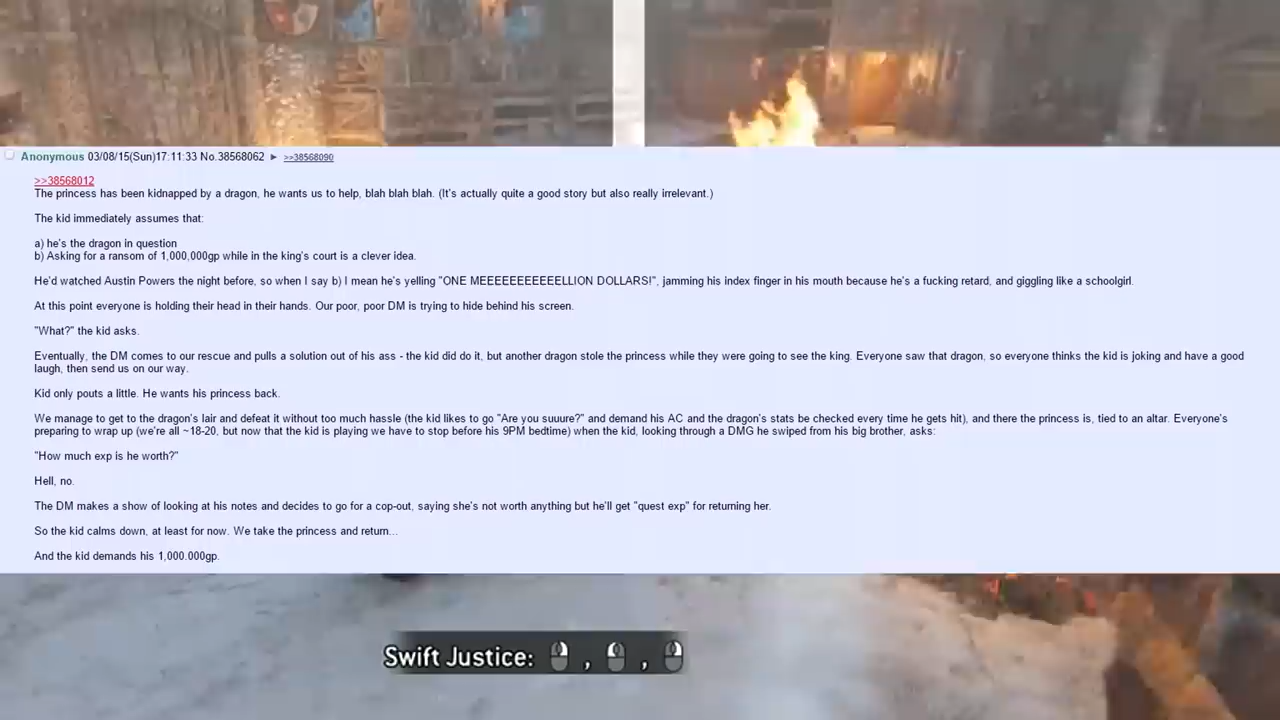 Anonymous 03/08/15(Sun)17:11:33 No.38568062 ► >>38568090
>>38568012
The princess has been kidnapped by a dragon, he wants us to help, blah blah blah. (It's actually quite a good story but also really irrelevant.)
The kid immediately assumes that:
a) he's the dragon in question
b) Asking for a ransom of 1,000,000gp while in the king's court is a clever idea.
He'd watched Austin Powers the night before, so when I say b) I mean he's yelling "ONE MEEEEEEEEEEELLION DOLLARS!", jamming his index finger in his mouth because he's a fucking retard, and giggling like a schoolgirl.
At this point everyone is holding their head in their hands. Our poor, poor DM is trying to hide behind his screen.
"What?" the kid asks.
Eventually, the DM comes to our rescue and pulls a solution out of his ass - the kid did do it, but another dragon stole the princess while they were going to see the king. Everyone saw that dragon, so everyone thinks the kid is joking and have a good
laugh, then send us on our way.
Kid only pouts a little. He wants his princess back.
We manage to get to the dragon's lair and defeat it without too much hassle (the kid likes to go "Are you suuure?" and demand his AC and the dragon's stats be checked every time he gets hit), and there the princess is, tied to an altar. Everyone's
preparing to wrap up (we're all ~18-20, but now that the kid is playing we have to stop before his 9PM bedtime) when the kid, looking through a DMG he swiped from his big brother, asks:
"How much exp is he worth?"
Hell, no.
The DM makes a show of looking at his notes and decides to go for a cop-out, saying she's not worth anything but he'll get "quest exp" for returning her.
So the kid calms down, at least for now. We take the princess and return...
And the kid demands his 1,000.000gp.
Swift Justice: , ,